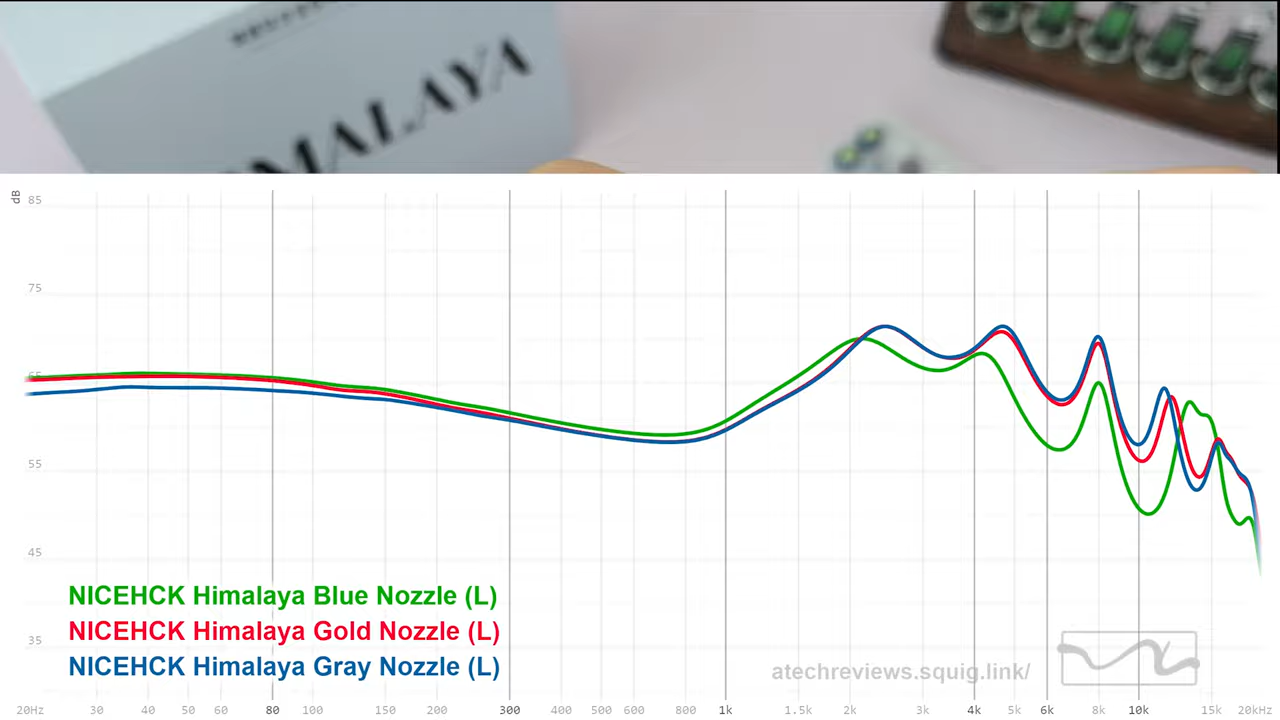 IMALAYA
dB
85
75
65
55
45
35
NICEHCK Himalaya Blue Nozzle (L)
NICEHCK Himalaya Gold Nozzle (L)
NICEHCK Himalaya Gray Nozzle (L)
atechreviews.squig.link/
20Hz 30 40 50 60 80 100 150 200 300 400 500 600 800 1k 1.5k 2k 3k 4k 5k 6k 8k 10k 15k 20kHz